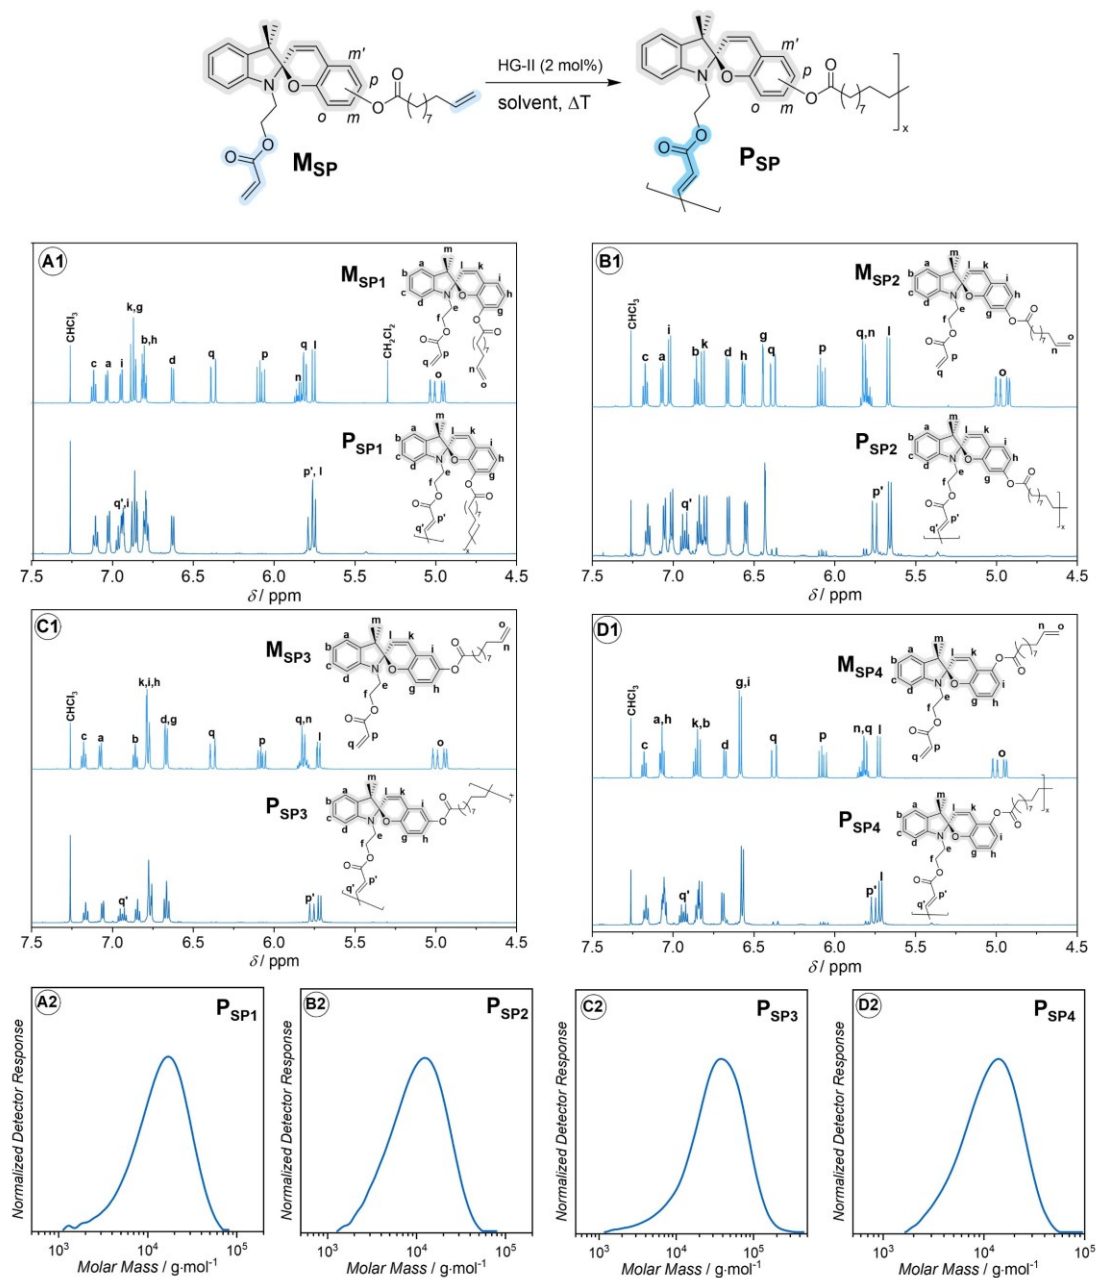 HG-II (2 mol%)
solvent, ΔT
N
O
m'
p
o
m
O
O
7
O
O
M_SP
N
O
m'
p
o
m
O
O
7
x
O
O
P_SP
A1
M_SP1
CHCl3
c
a
i
k,g
b,h
d
q
p
n
q
l
CH2Cl2
o
P_SP1
q',i
p', l
7.5 7.0 6.5 6.0 5.5 5.0 4.5
δ / ppm
B1
M_SP2
CHCl3
c
a
i
b
k
d
h
g
q
p
q,n
l
o
P_SP2
q'
p'
7.5 7.0 6.5 6.0 5.5 5.0 4.5
δ / ppm
C1
M_SP3
CHCl3
c
a
b
k,i,h
d,g
q
p
q,n
l
o
P_SP3
q'
p'
7.5 7.0 6.5 6.0 5.5 5.0 4.5
δ / ppm
D1
M_SP4
CHCl3
c
a,h
k,b
d
g,i
q
p
n,q
l
o
P_SP4
q'
p'
l
7.5 7.0 6.5 6.0 5.5 5.0 4.5
δ / ppm
A2
P_SP1
Normalized Detector Response
10³ 10⁴ 10⁵
Molar Mass / g·mol⁻¹
B2
P_SP2
Normalized Detector Response
10³ 10⁴ 10⁵
Molar Mass / g·mol⁻¹
C2
P_SP3
Normalized Detector Response
10³ 10⁴ 10⁵
Molar Mass / g·mol⁻¹
D2
P_SP4
Normalized Detector Response
10³ 10⁴ 10⁵
Molar Mass / g·mol⁻¹